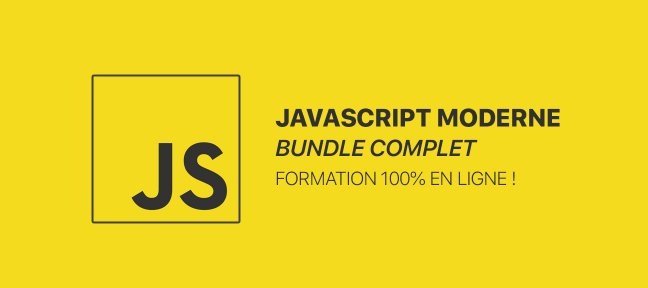 JS
JAVASCRIPT MODERNE
BUNDLE COMPLET
FORMATION 100% EN LIGNE !